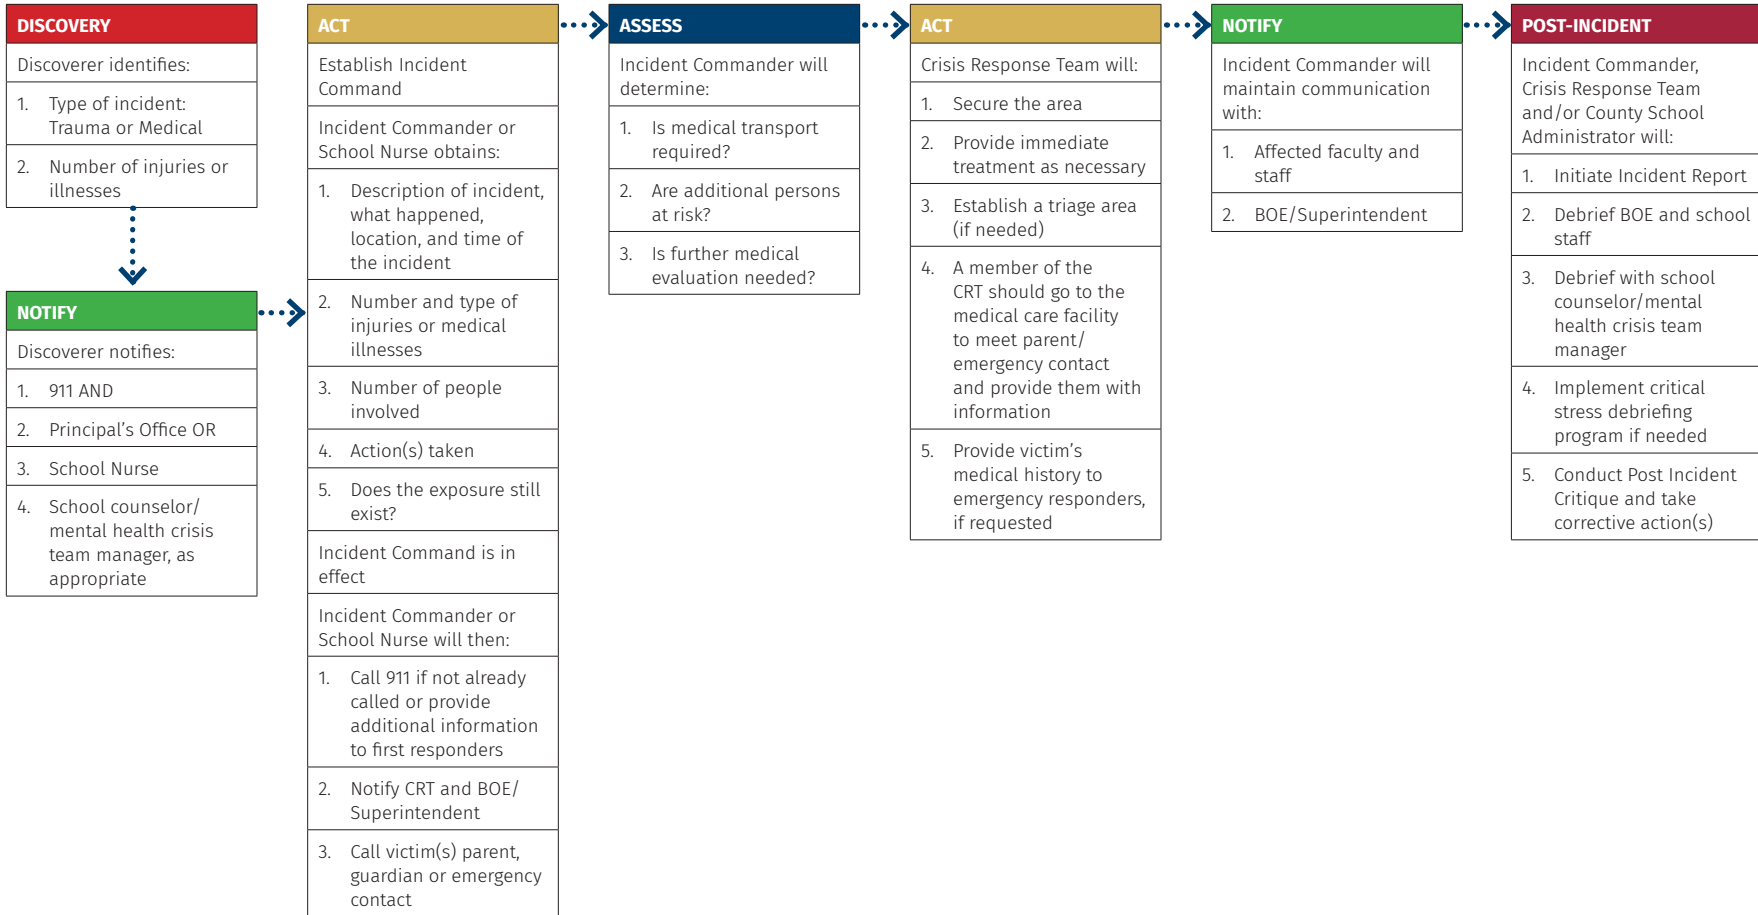 DISCOVERY
Discoverer identifies:
1. Type of incident:
Trauma or Medical
2. Number of injuries or
illnesses
NOTIFY
Discoverer notifies:
1. 911 AND
2. Principal's Office OR
3. School Nurse
4. School counselor/
mental health crisis
team manager, as
appropriate
ACT
Establish Incident
Command
Incident Commander or
School Nurse obtains:
1. Description of incident,
what happened,
location, and time of
the incident
2. Number and type of
injuries or medical
illnesses
3. Number of people
involved
4. Action(s) taken
5. Does the exposure still
exist?
Incident Command is in
effect
Incident Commander or
School Nurse will then:
1. Call 911 if not already
called or provide
additional information
to first responders
2. Notify CRT and BOE/
Superintendent
3. Call victim(s) parent,
guardian or emergency
contact
ASSESS
Incident Commander will
determine:
1. Is medical transport
required?
2. Are additional persons
at risk?
3. Is further medical
evaluation needed?
ACT
Crisis Response Team will:
1. Secure the area
2. Provide immediate
treatment as necessary
3. Establish a triage area
(if needed)
4. A member of the
CRT should go to the
medical care facility
to meet parent/
emergency contact
and provide them with
information
5. Provide victim's
medical history to
emergency responders,
if requested
NOTIFY
Incident Commander will
maintain communication
with:
1. Affected faculty and
staff
2. BOE/Superintendent
POST-INCIDENT
Incident Commander,
Crisis Response Team
and/or County School
Administrator will:
1. Initiate Incident Report
2. Debrief BOE and school
staff
3. Debrief with school
counselor/mental
health crisis team
manager
4. Implement critical
stress debriefing
program if needed
5. Conduct Post Incident
Critique and take
corrective action(s)